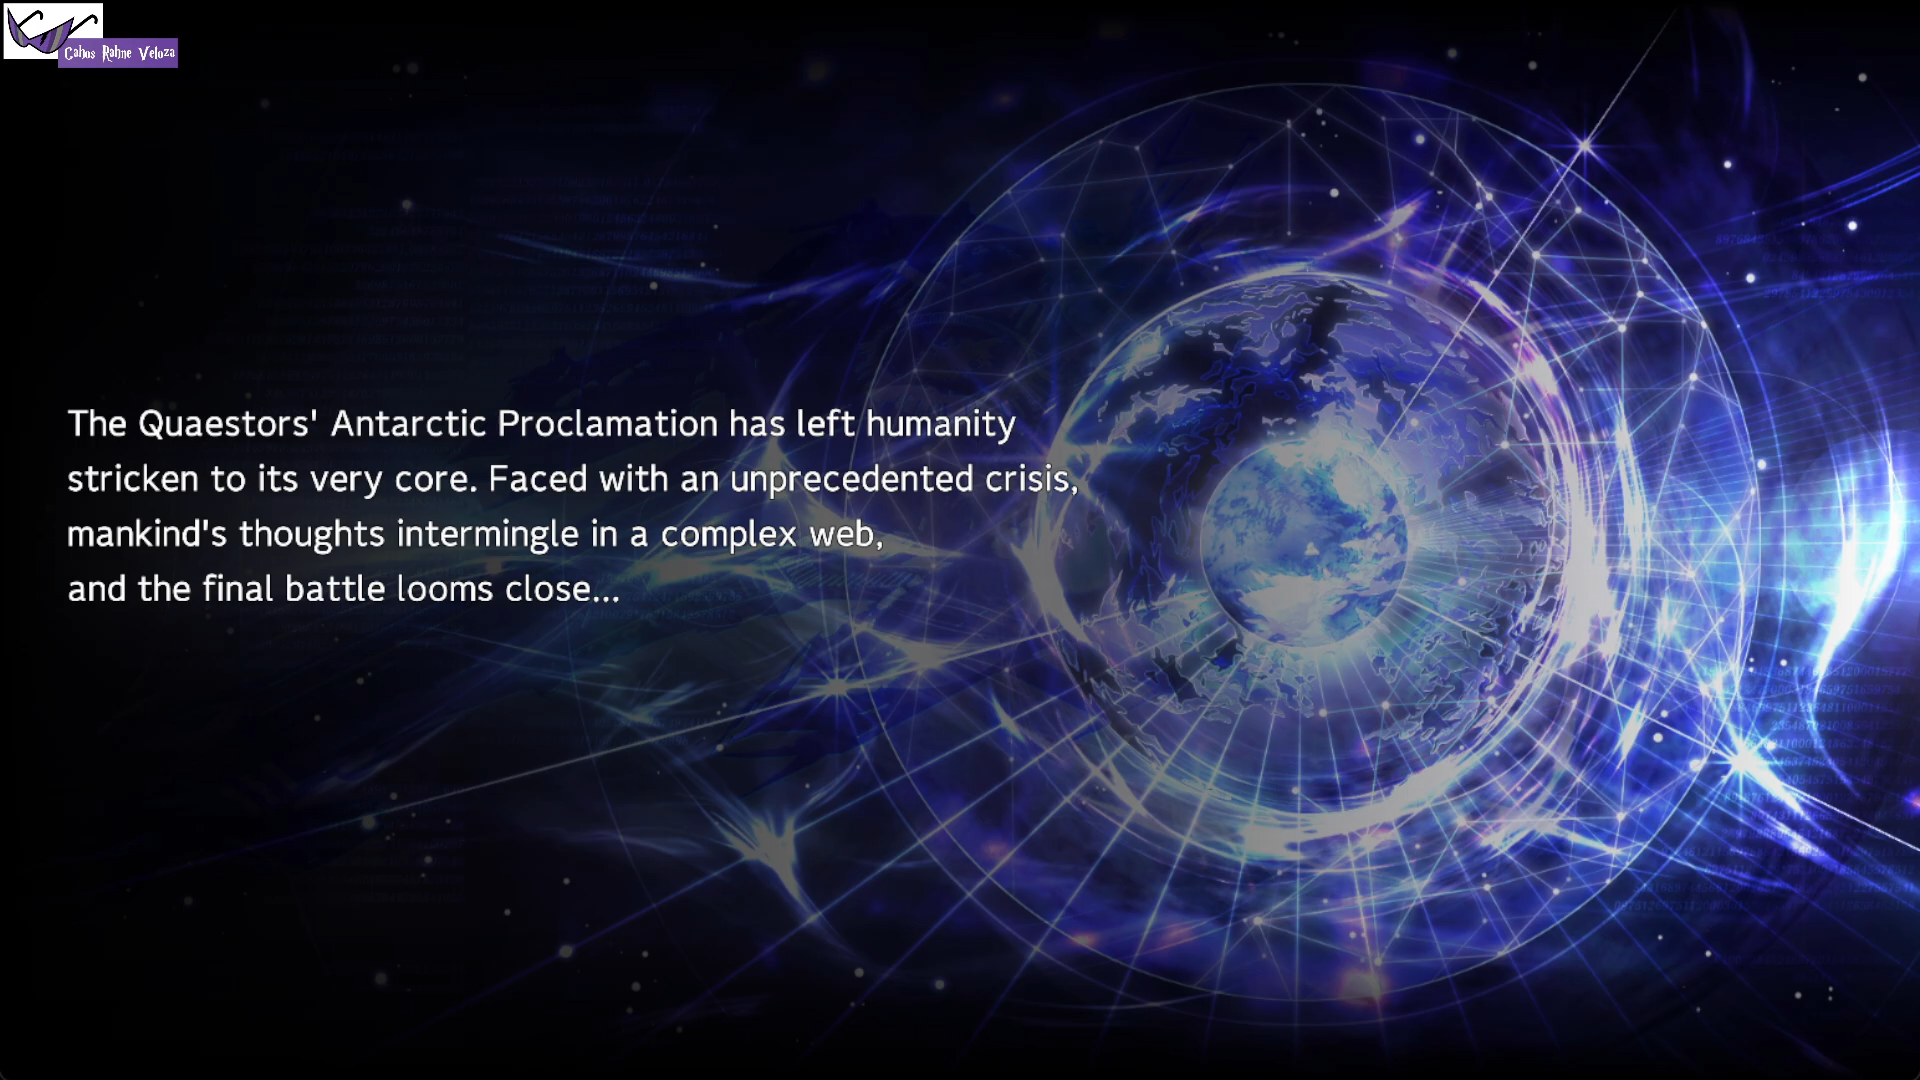 Cahos Rahne Veloza
The Quaestors' Antarctic Proclamation has left humanity
stricken to its very core. Faced with an unprecedented crisis,
mankind's thoughts intermingle in a complex web,
and the final battle looms close...